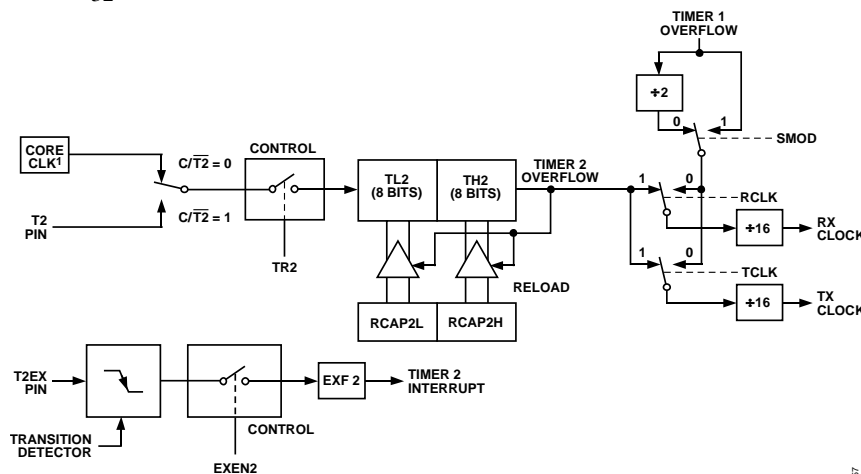 TIMER 1
OVERFLOW
÷2
0 1
SMOD
CORE
CLK¹
C/T2̅ = 0
CONTROL
T2
PIN
C/T2̅ = 1
TR2
TL2
(8 BITS)
TH2
(8 BITS)
TIMER 2
OVERFLOW
RELOAD
RCAP2L
RCAP2H
1 0
RCLK
÷16
RX
CLOCK
1 0
TCLK
÷16
TX
CLOCK
T2EX
PIN
TRANSITION
DETECTOR
CONTROL
EXEN2
EXF 2
TIMER 2
INTERRUPT